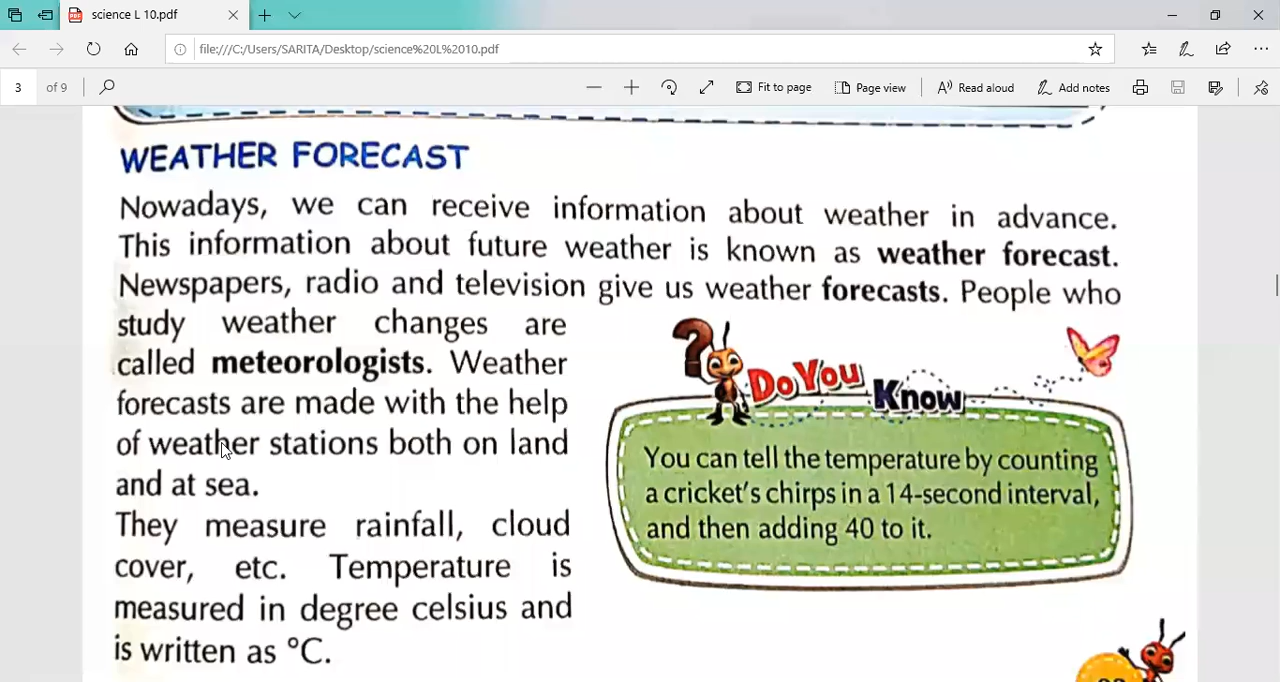 science L 10.pdf
file:///C:/Users/SARITA/Desktop/science%20L%2010.pdf
3 of 9
Fit to page
Page view
Read aloud
Add notes
WEATHER FORECAST
Nowadays, we can receive information about weather in advance.
This information about future weather is known as weather forecast.
Newspapers, radio and television give us weather forecasts. People who
study weather changes are
called meteorologists. Weather
forecasts are made with the help
of weather stations both on land
and at sea.
They measure rainfall, cloud
cover, etc. Temperature is
measured in degree celsius and
is written as °C.
? Do You Know
You can tell the temperature by counting
a cricket's chirps in a 14-second interval,
and then adding 40 to it.